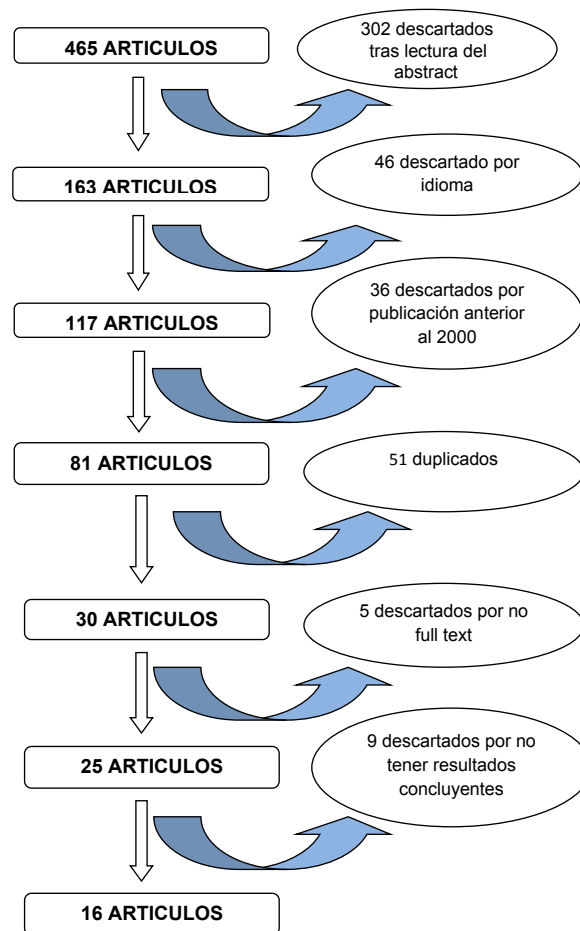 465 ARTICULOS
302 descartados
tras lectura del
abstract
163 ARTICULOS
46 descartado por
idioma
117 ARTICULOS
36 descartados por
publicación anterior
al 2000
81 ARTICULOS
51 duplicados
30 ARTICULOS
5 descartados por no
full text
25 ARTICULOS
9 descartados por no
tener resultados
concluyentes
16 ARTICULOS